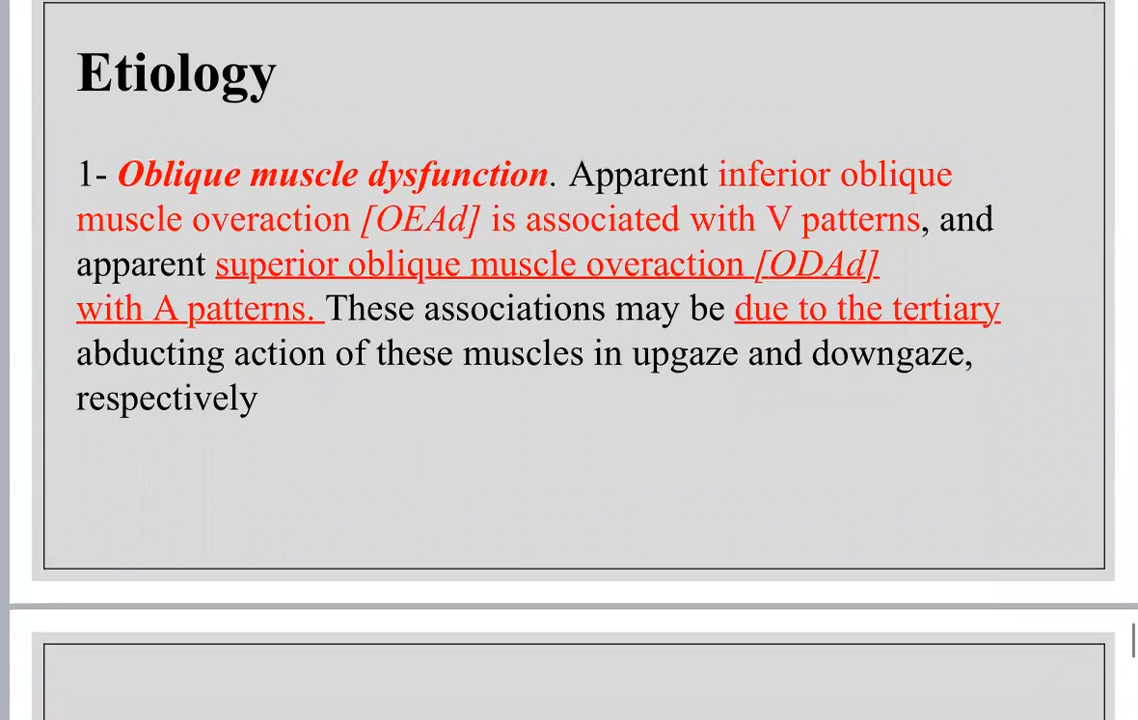 Etiology
1- Oblique muscle dysfunction. Apparent inferior oblique
muscle overaction [OEAd] is associated with V patterns, and
apparent superior oblique muscle overaction [ODAd]
with A patterns. These associations may be due to the tertiary
abducting action of these muscles in upgaze and downgaze,
respectively